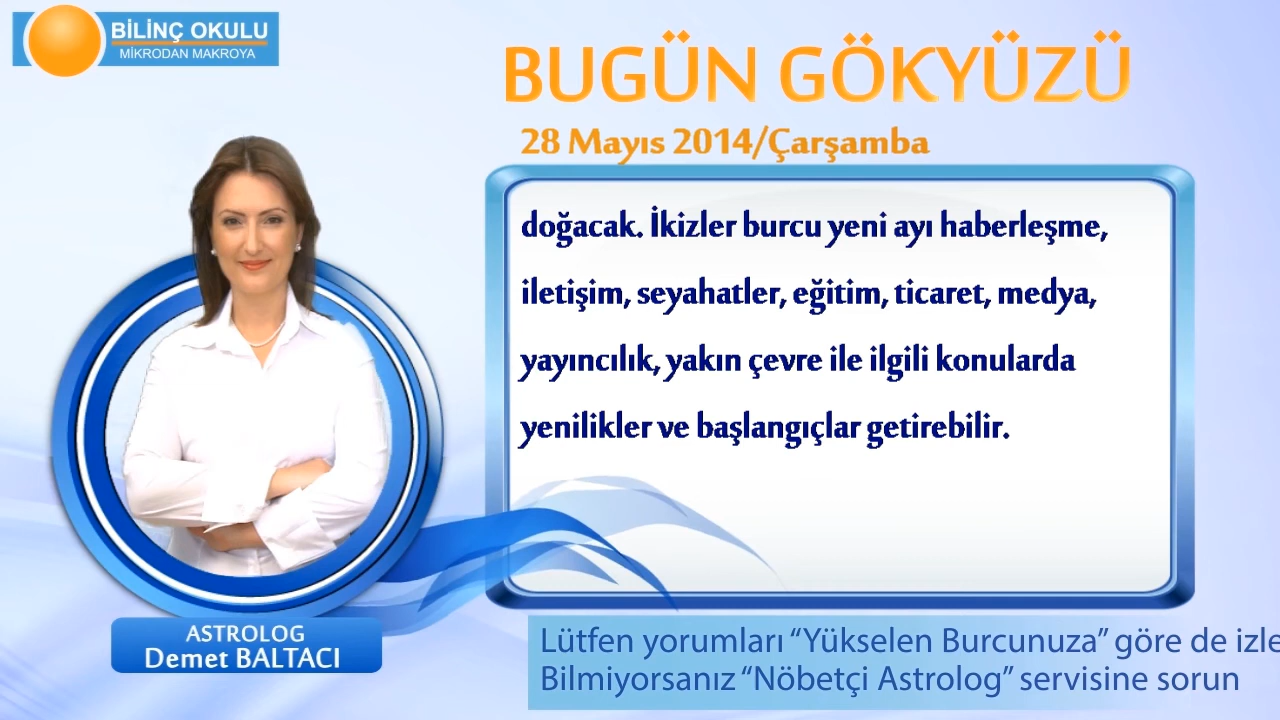 BİLİNÇ OKULU
MİKRODAN MAKROYA
BUGÜN GÖKYÜZÜ
28 Mayıs 2014/Çarşamba
doğacak. İkizler burcu yeni ayı haberleşme,
iletişim, seyahatler, eğitim, ticaret, medya,
yayıncılık, yakın çevre ile ilgili konularda
yenilikler ve başlangıçlar getirebilir.
ASTROLOG
Demet BALTACI
Lütfen yorumları “Yükselen Burcunuza” göre de izle
Bilmiyorsanız “Nöbetçi Astrolog” servisine sorun